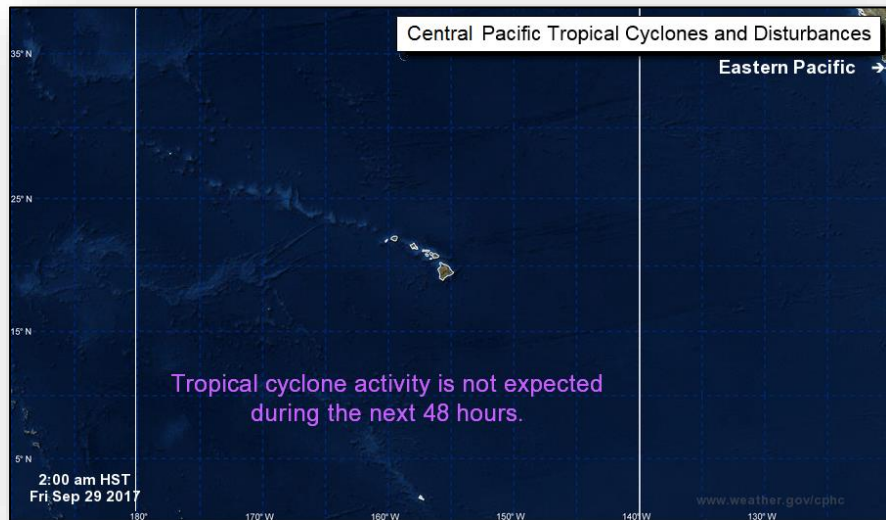 Central Pacific Tropical Cyclones and Disturbances
35° N
Eastern Pacific →
25° N
15° N
Tropical cyclone activity is not expected
during the next 48 hours.
5° N
2:00 am HST
Fri Sep 29 2017
www.weather.gov/cphc
180° 170° W 160° W 150° W 140° W 130° W